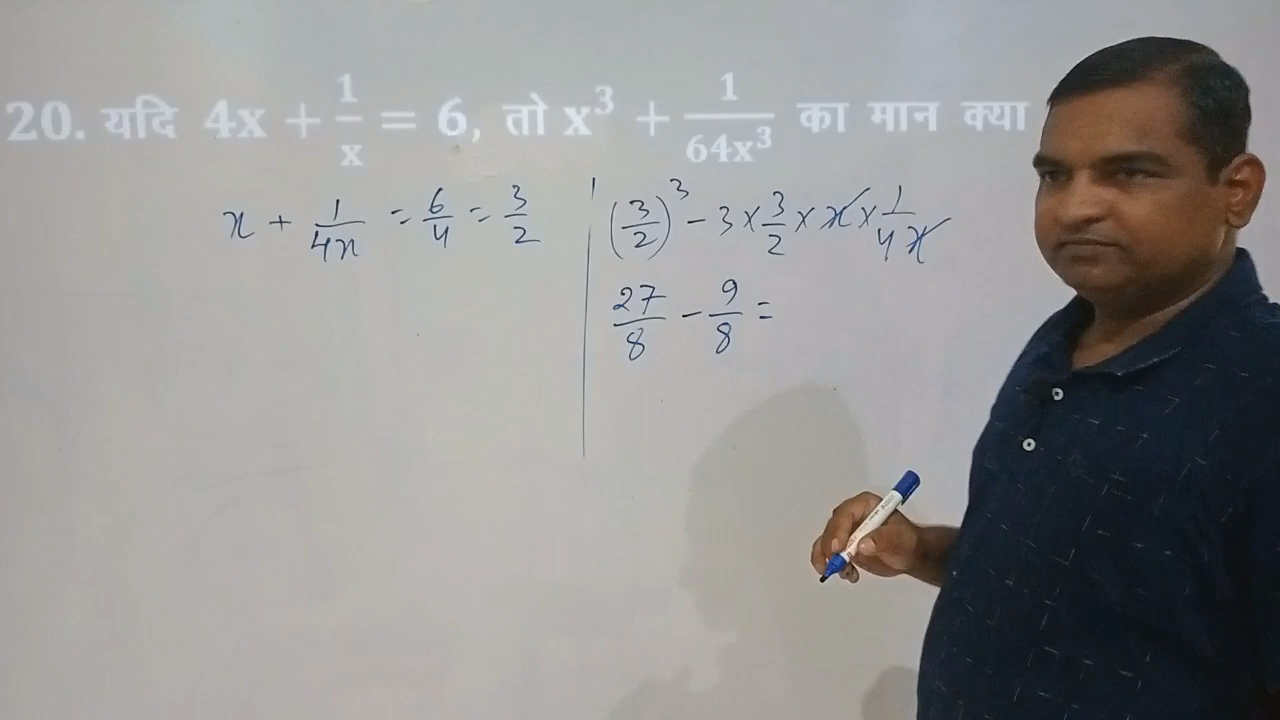 20. यदि 4x + 1/x = 6, तो x³ + 1/64x³ का मान क्या
x + 1/4x = 6/4 = 3/2
(3/2)³ - 3 × 3/2 × x × 1/4x
27/8 - 9/8 =